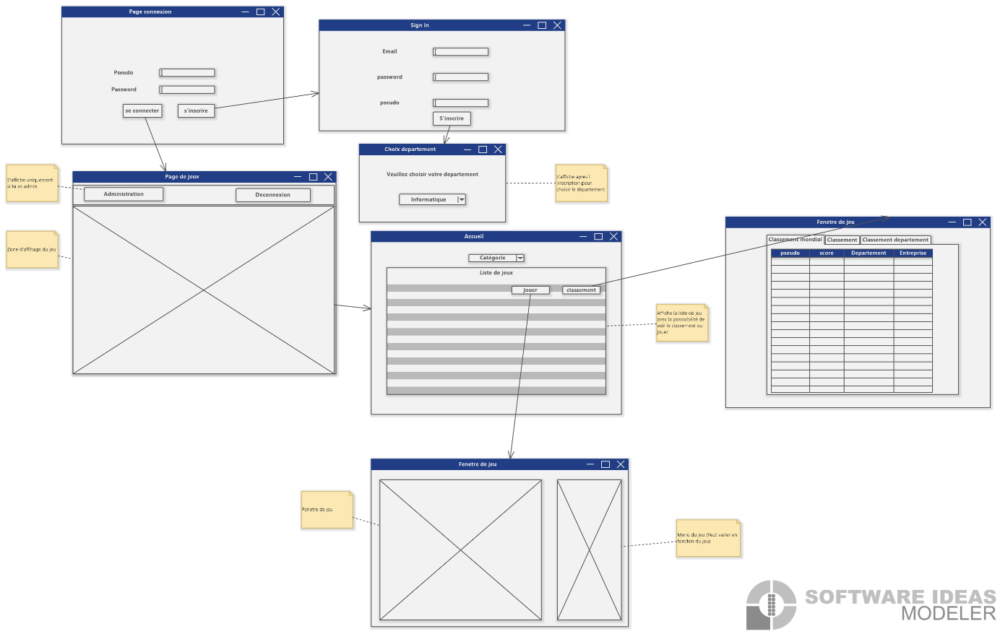 Page connexion
Pseudo
Password
se connecter
s'inscrire
Sign in
Email
password
pseudo
S'inscrire
S'affiche uniquement
si tu es admin
Page de jeux
Administration
Deconnexion
Zone d'affihage du jeu
Choix departement
Veuillez choisir votre departement
Informatique
S'affiche apres l
'inscription pour
choisir le departement
Accueil
Catégorie
Liste de jeux
jouer
classement
Affiche la liste de jeu
avec la possoibilité de
voir le classement ou
jouer
Fenetre de jeu
Classement mondial
Classement
Classement departement
pseudo
score
Departement
Entreprise
Fenetre de jeu
Fenetre de jeu
Menu du jeu (Peut varier en
foncton du jeu)
SOFTWARE IDEAS
MODELER